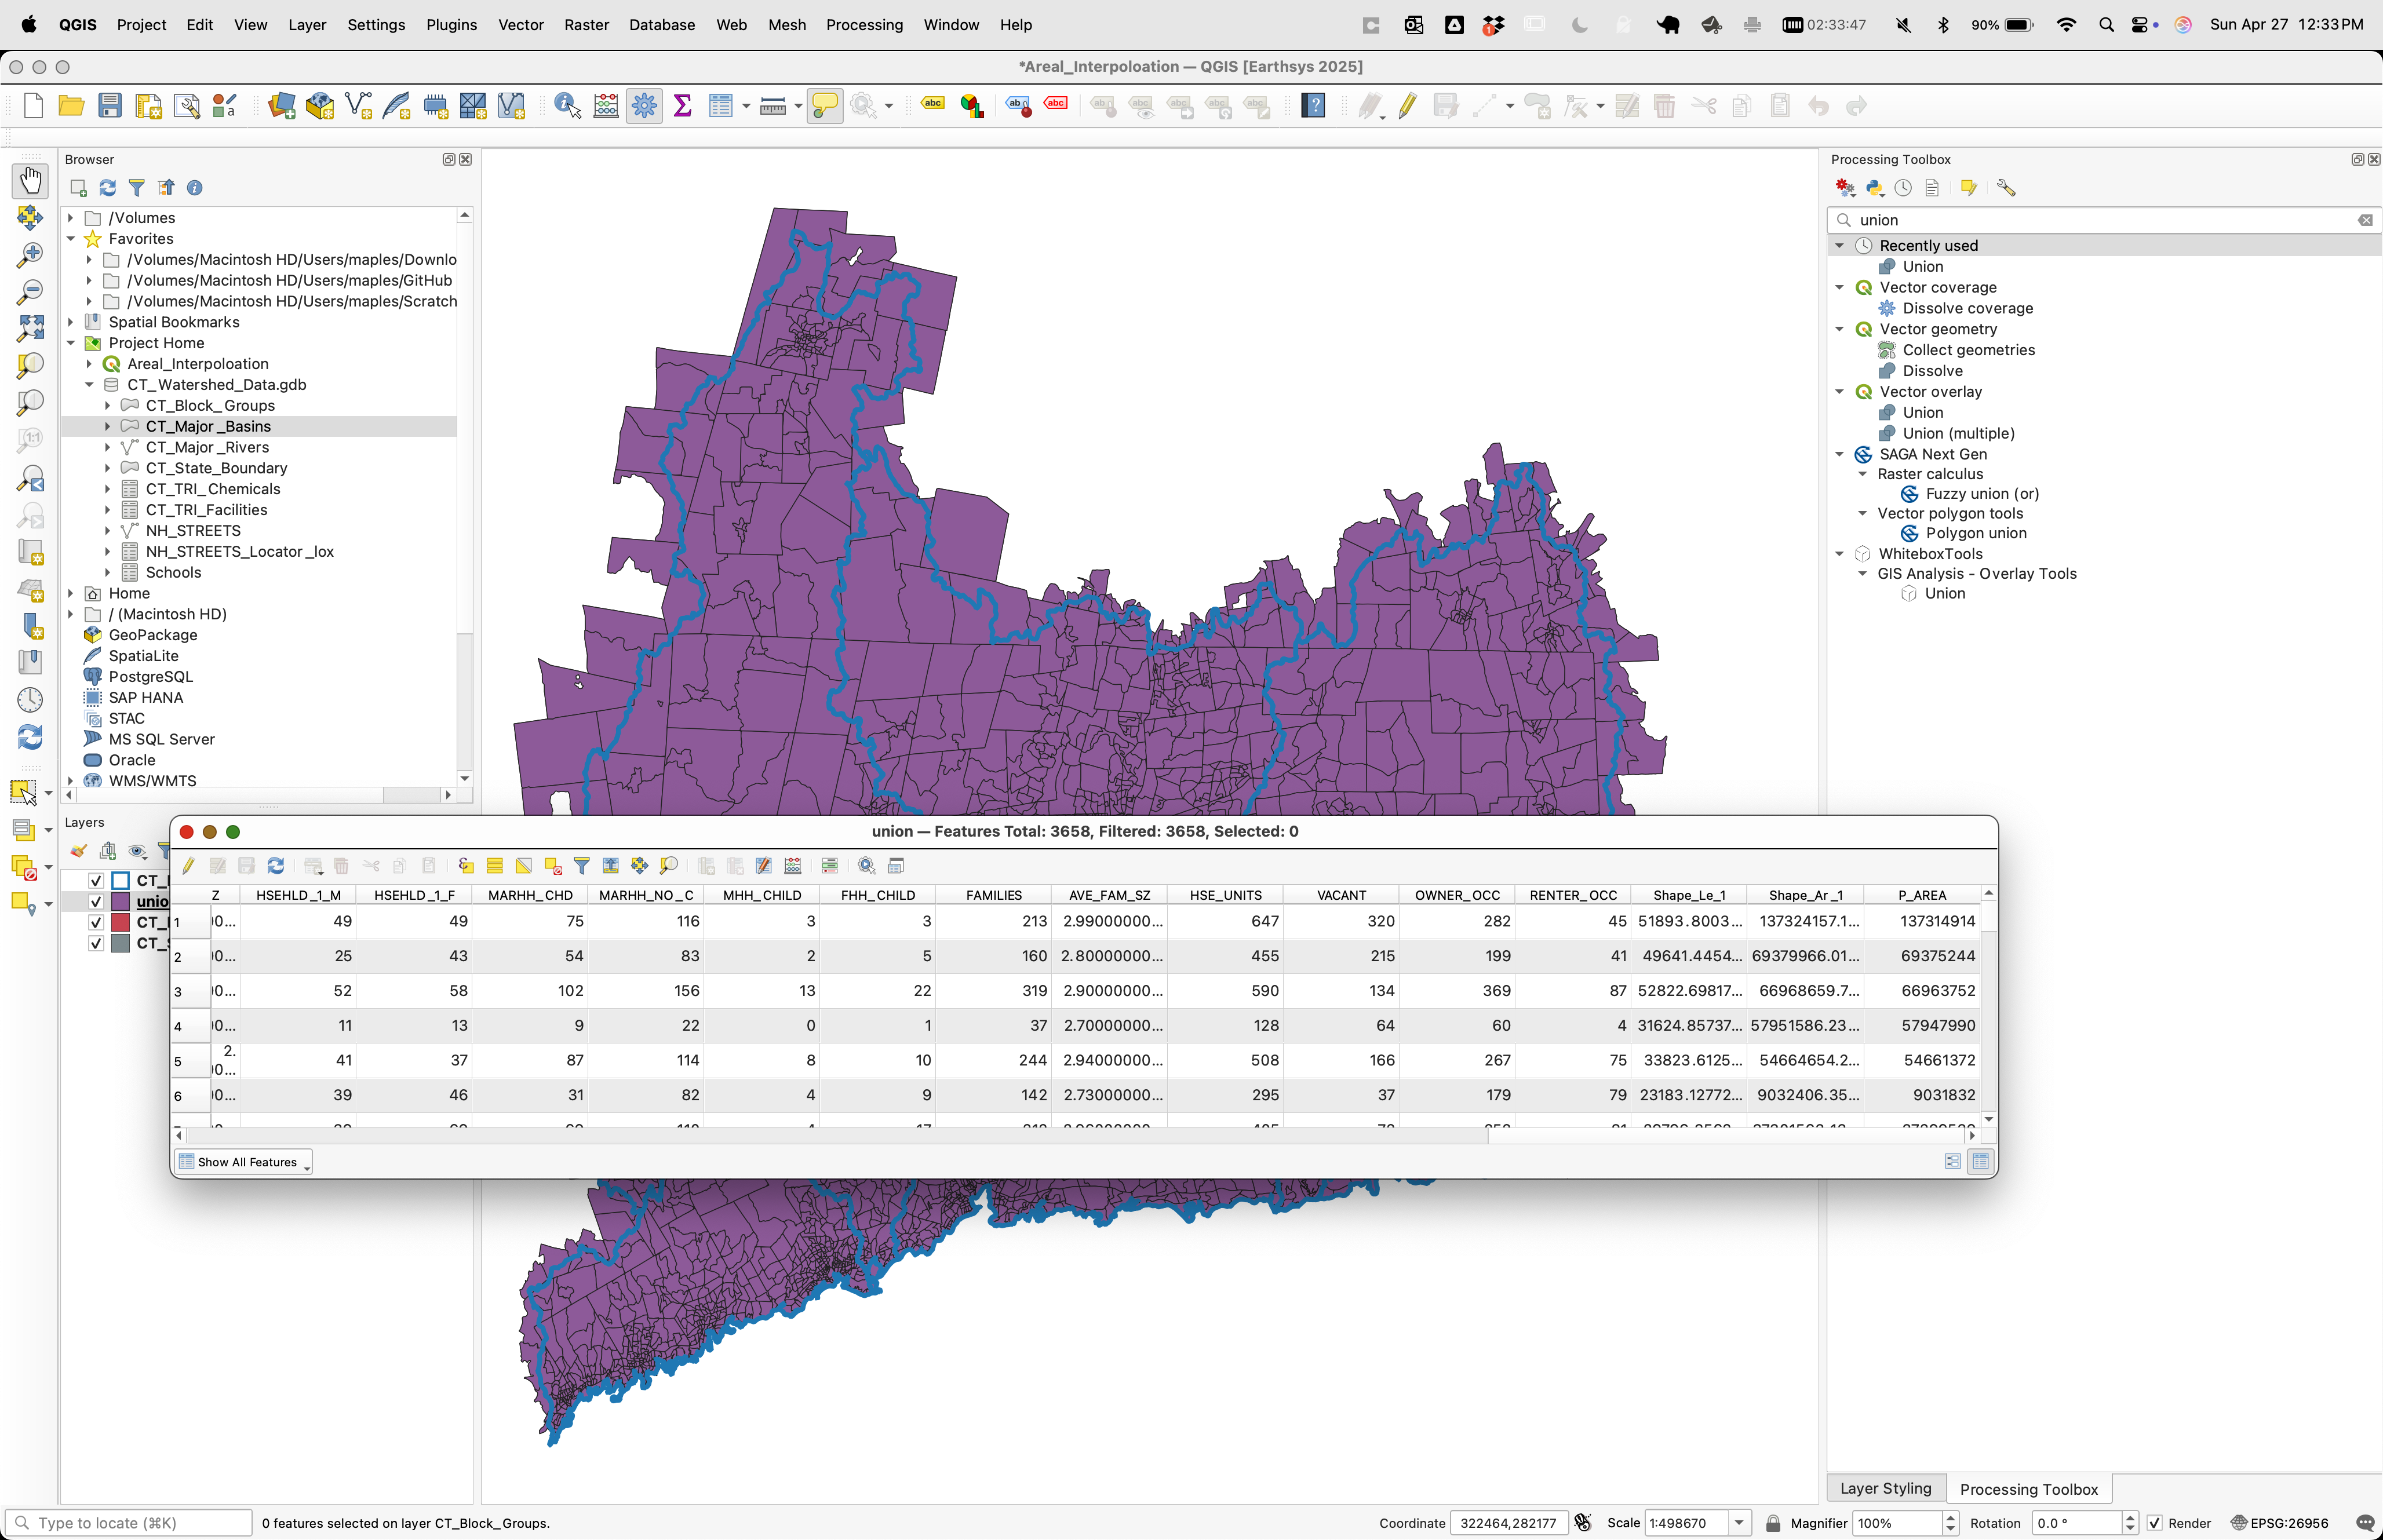 QGIS Project Edit View Layer Settings Plugins Vector Raster Database Web Mesh Processing Window Help 1 02:33:47 90% Sun Apr 27 12:33 PM
*Areal_Interpoloation — QGIS [Earthsys 2025]
Browser
/Volumes
Favorites
/Volumes/Macintosh HD/Users/maples/Downlo
/Volumes/Macintosh HD/Users/maples/GitHub
/Volumes/Macintosh HD/Users/maples/Scratch
Spatial Bookmarks
Project Home
Areal_Interpoloation
CT_Watershed_Data.gdb
CT_Block_Groups
CT_Major_Basins
CT_Major_Rivers
CT_State_Boundary
CT_TRI_Chemicals
CT_TRI_Facilities
NH_STREETS
NH_STREETS_Locator_lox
Schools
Home
/ (Macintosh HD)
GeoPackage
SpatiaLite
PostgreSQL
SAP HANA
STAC
MS SQL Server
Oracle
WMS/WMTS
Processing Toolbox
union
Recently used
Union
Vector coverage
Dissolve coverage
Vector geometry
Collect geometries
Dissolve
Vector overlay
Union
Union (multiple)
SAGA Next Gen
Raster calculus
Fuzzy union (or)
Vector polygon tools
Polygon union
WhiteboxTools
GIS Analysis - Overlay Tools
Union
Layers
CT_
unio
CT_
CT_S
union — Features Total: 3658, Filtered: 3658, Selected: 0
Z HSEHLD_1_M HSEHLD_1_F MARHH_CHD MARHH_NO_C MHH_CHILD FHH_CHILD FAMILIES AVE_FAM_SZ HSE_UNITS VACANT OWNER_OCC RENTER_OCC Shape_Le_1 Shape_Ar_1 P_AREA
1 00... 49 49 75 116 3 3 213 2.99000000... 647 320 282 45 51893.8003... 137324157.1... 137314914
2 00... 25 43 54 83 2 5 160 2.80000000... 455 215 199 41 49641.4454... 69379966.01... 69375244
3 00... 52 58 102 156 13 22 319 2.90000000... 590 134 369 87 52822.69817... 66968659.7... 66963752
4 00... 11 13 9 22 0 1 37 2.70000000... 128 64 60 4 31624.85737... 57951586.23... 57947990
5 2.00... 41 37 87 114 8 10 244 2.94000000... 508 166 267 75 33823.6125... 54664654.2... 54661372
6 00... 39 46 31 82 4 9 142 2.73000000... 295 37 179 79 23183.12772... 9032406.35... 9031832
Show All Features
Layer Styling Processing Toolbox
Type to locate (⌘K) 0 features selected on layer CT_Block_Groups. Coordinate 322464,282177 Scale 1:498670 Magnifier 100% Rotation 0.0 ° Render EPSG:26956